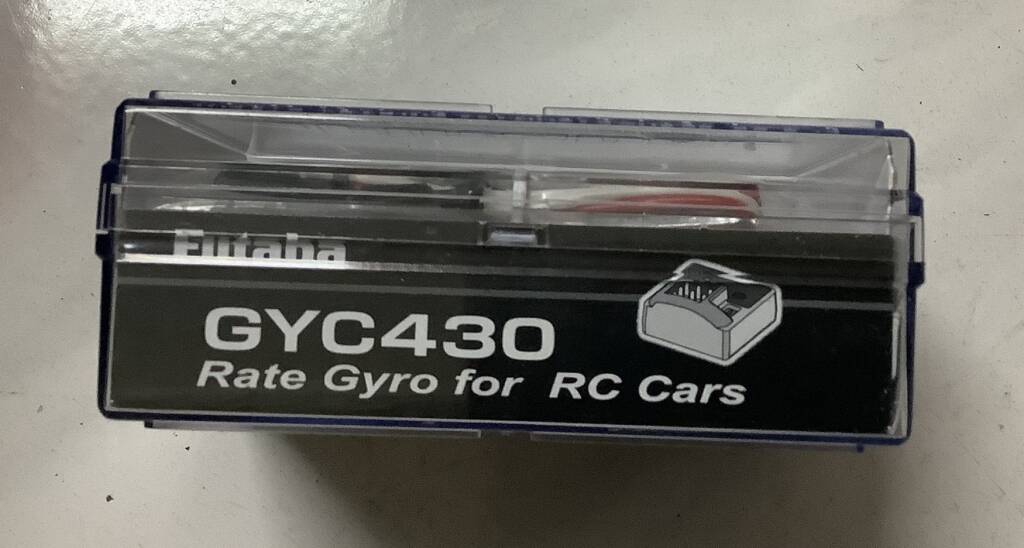 Futaba
GYC430
Rate Gyro for RC Cars